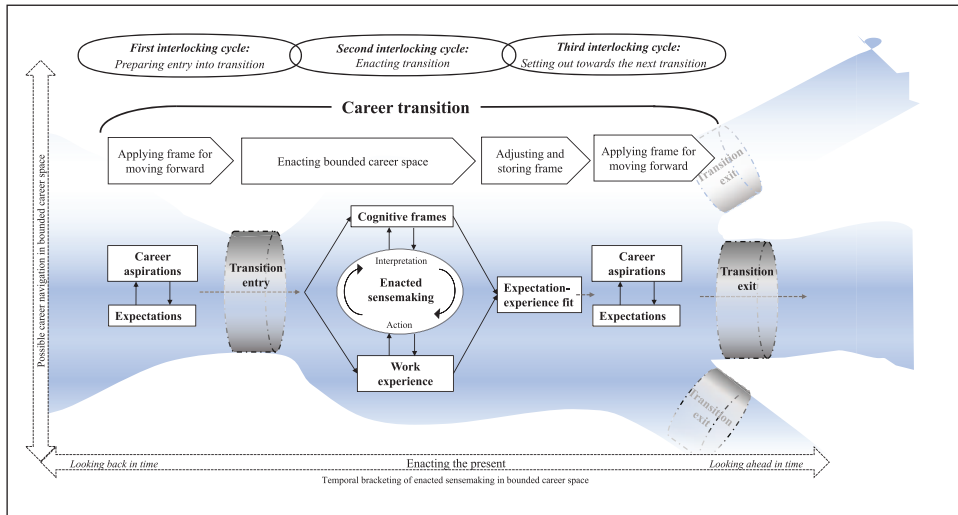 First interlocking cycle:
Preparing entry into transition
Second interlocking cycle:
Enacting transition
Third interlocking cycle:
Setting out towards the next transition
Career transition
Applying frame for
moving forward
Enacting bounded career space
Adjusting and
storing frame
Applying frame for
moving forward
Transition
exit
Possible career navigation in bounded career space
Career
aspirations
Expectations
Transition
entry
Cognitive frames
Interpretation
Enacted
sensemaking
Action
Work
experience
Expectation-
experience fit
Career
aspirations
Expectations
Transition
exit
Transition
exit
Looking back in time
Enacting the present
Looking ahead in time
Temporal bracketing of enacted sensemaking in bounded career space